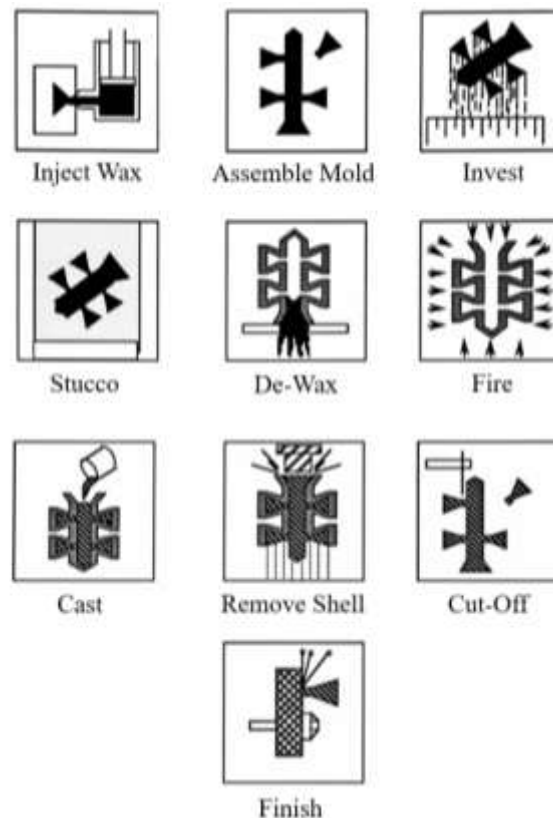 Inject Wax
Assemble Mold
Invest
Stucco
De-Wax
Fire
Cast
Remove Shell
Cut-Off
Finish